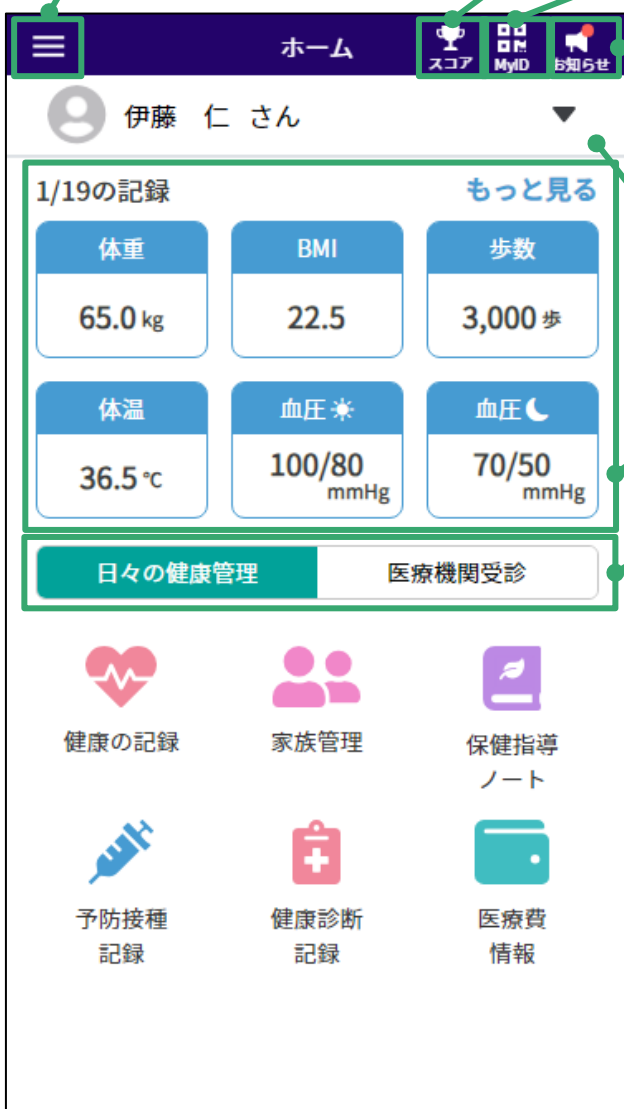 ホーム
スコア
MyID
お知らせ
伊藤 仁 さん
1/19の記録
もっと見る
体重
BMI
歩数
65.0 kg
22.5
3,000 歩
体温
血圧
血圧
36.5 ℃
100/80
mmHg
70/50
mmHg
日々の健康管理
医療機関受診
健康の記録
家族管理
保健指導
ノート
予防接種
記録
健康診断
記録
医療費
情報